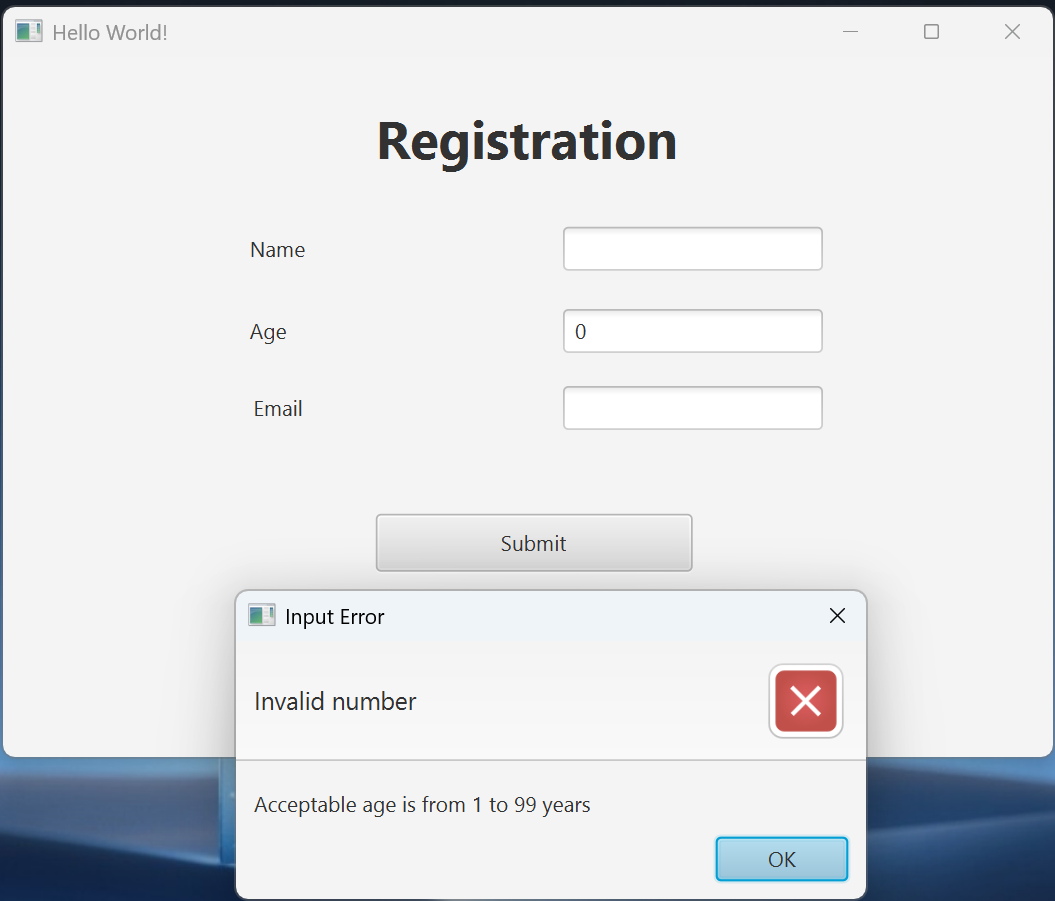 Hello World!
Registration
Name
Age
0
Email
Submit
Input Error
Invalid number
Acceptable age is from 1 to 99 years
OK